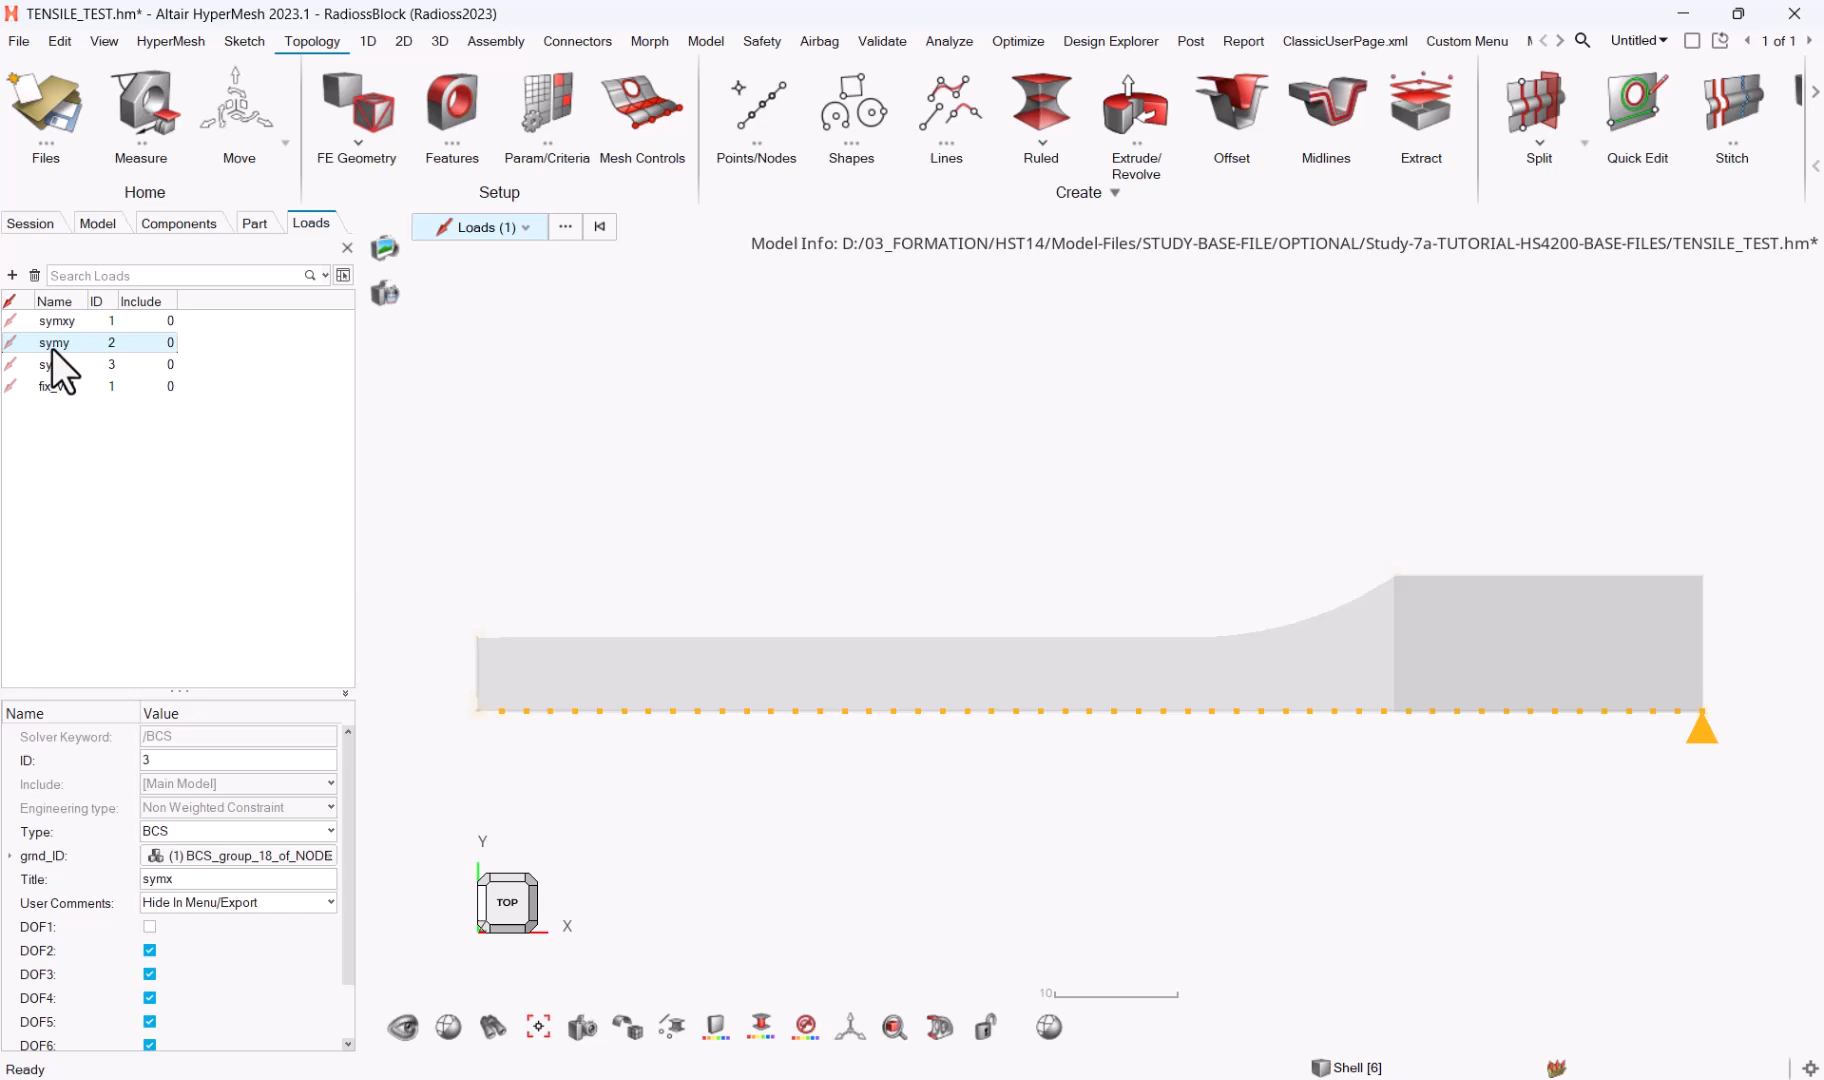 TENSILE_TEST.hm* - Altair HyperMesh 2023.1 - RadiossBlock (Radioss2023)
File Edit View HyperMesh Sketch Topology 1D 2D 3D Assembly Connectors Morph Model Safety Airbag Validate Analyze Optimize Design Explorer Post Report ClassicUserPage.xml Custom Menu Untitled 1 of 1
Files Measure Move FE Geometry Features Param/Criteria Mesh Controls Points/Nodes Shapes Lines Ruled Extrude/ Offset Midlines Extract Split Quick Edit Stitch
Revolve
Home Setup Create
Session Model Components Part Loads
Loads (1)
Model Info: D:/03_FORMATION/HST14/Model-Files/STUDY-BASE-FILE/OPTIONAL/Study-7a-TUTORIAL-HS4200-BASE-FILES/TENSILE_TEST.hm*
Search Loads
Name ID Include
symxy 1 0
symy 2 0
3 0
1 0
Name Value
Solver Keyword: /BCS
ID: 3
Include: [Main Model]
Engineering type: Non Weighted Constraint
Type: BCS
grnd_ID: (1) BCS_group_18_of_NODE
Title: symx
User Comments: Hide In Menu/Export
DOF1:
DOF2:
DOF3:
DOF4:
DOF5:
DOF6:
Y
TOP
X
10
Ready
Shell [6]